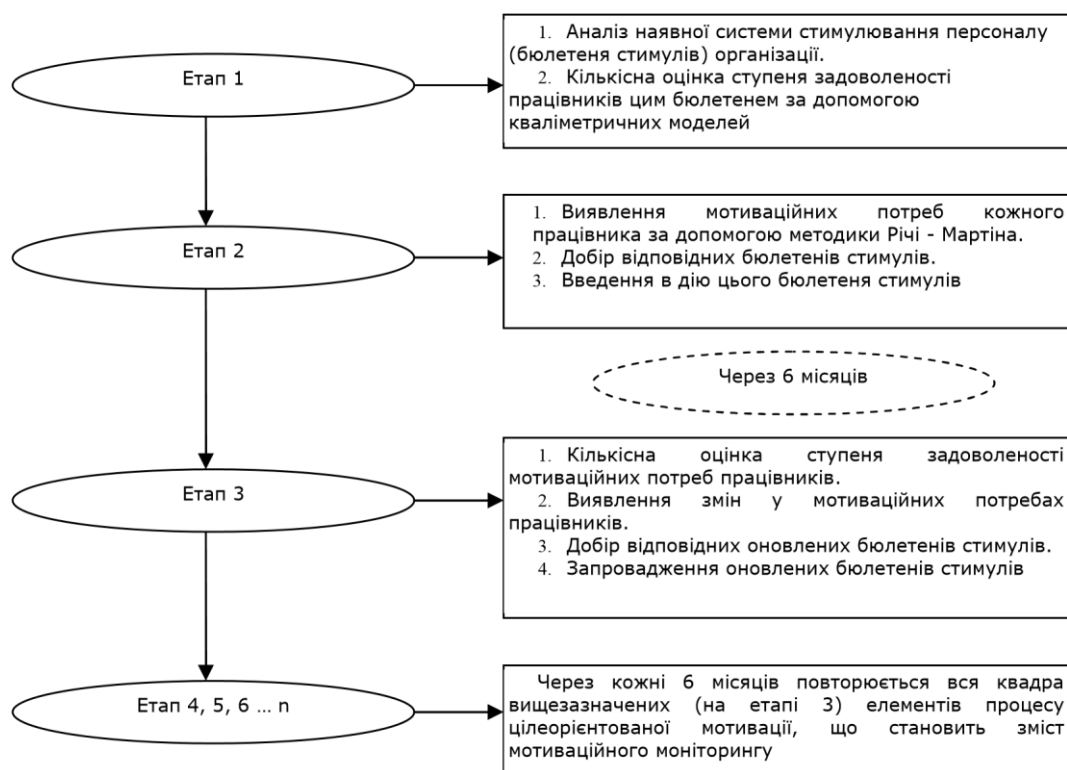 Етап 1
1. Аналіз наявної системи стимулювання персоналу
(бюлетеня стимулів) організації.
2. Кількісна оцінка ступеня задоволеності
працівників цим бюлетенем за допомогою
кваліметричних моделей
Етап 2
1. Виявлення мотиваційних потреб кожного
працівника за допомогою методики Річі - Мартіна.
2. Добір відповідних бюлетенів стимулів.
3. Введення в дію цього бюлетеня стимулів
Через 6 місяців
Етап 3
1. Кількісна оцінка ступеня задоволеності
мотиваційних потреб працівників.
2. Виявлення змін у мотиваційних потребах
працівників.
3. Добір відповідних оновлених бюлетенів стимулів.
4. Запровадження оновлених бюлетенів стимулів
Етап 4, 5, 6 ... n
Через кожні 6 місяців повторюється вся квадра
вищезазначених (на етапі 3) елементів процесу
цілеорієнтованої мотивації, що становить зміст
мотиваційного моніторингу